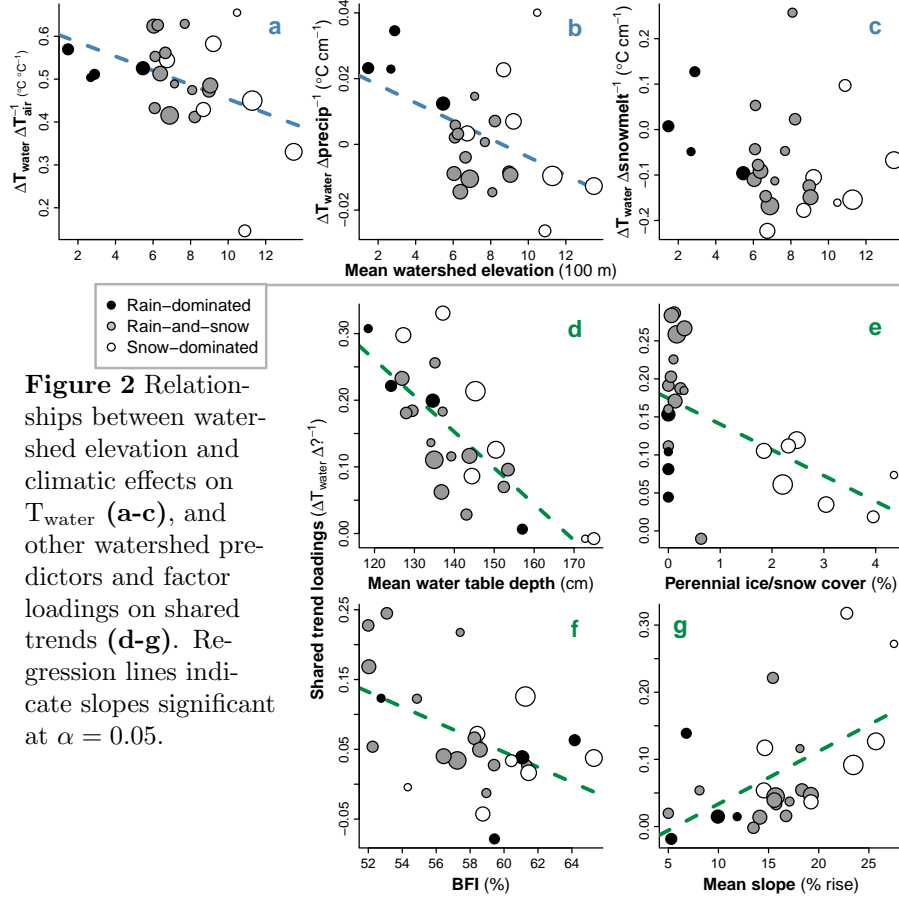 a
b
c
ΔT_water ΔT_air^−1 (°C °C^−1)
0.2 0.4 0.5 0.6
2 4 6 8 10 12
ΔT_water Δprecip^−1 (°C cm^−1)
−0.02 0 0.02 0.04
2 4 6 8 10 12
ΔT_water Δsnowmelt^−1 (°C cm^−1)
−0.2 −0.1 0.0 0.1 0.2
2 4 6 8 10 12
Mean watershed elevation (100 m)
Rain−dominated
Rain−and−snow
Snow−dominated
Figure 2 Relation-
ships between water-
shed elevation and
climatic effects on
T_water (a-c), and
other watershed pre-
dictors and factor
loadings on shared
trends (d-g). Re-
gression lines indi-
cate slopes significant
at α = 0.05.
Shared trend loadings (ΔT_water Δ?^−1)
d
0.00 0.10 0.20 0.30
120 130 140 150 160 170
Mean water table depth (cm)
e
0.00 0.05 0.10 0.15 0.20 0.25
0 1 2 3 4
Perennial ice/snow cover (%)
f
−0.05 0.05 0.15 0.25
52 54 56 58 60 62 64
BFI (%)
g
0.00 0.10 0.20 0.30
5 10 15 20 25
Mean slope (% rise)